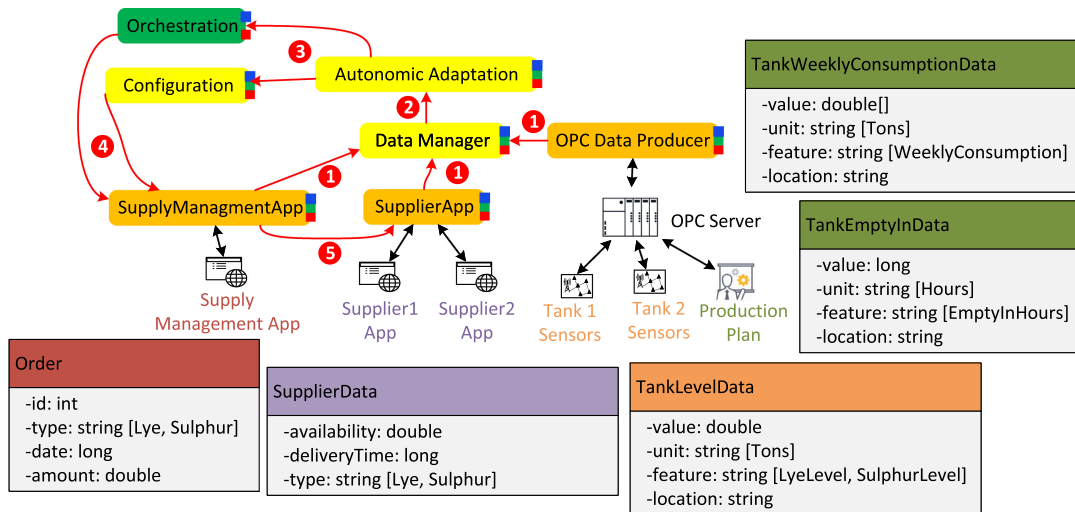 Orchestration
3
Autonomic Adaptation
Configuration
2
1
4
Data Manager
OPC Data Producer
1
1
SupplyManagmentApp
SupplierApp
5
OPC Server
Supply
Management App
Supplier1
App
Supplier2
App
Tank 1
Sensors
Tank 2
Sensors
Production
Plan
TankWeeklyConsumptionData
-value: double[]
-unit: string [Tons]
-feature: string [WeeklyConsumption]
-location: string
TankEmptyInData
-value: long
-unit: string [Hours]
-feature: string [EmptyInHours]
-location: string
Order
-id: int
-type: string [Lye, Sulphur]
-date: long
-amount: double
SupplierData
-availability: double
-deliveryTime: long
-type: string [Lye, Sulphur]
TankLevelData
-value: double
-unit: string [Tons]
-feature: string [LyeLevel, SulphurLevel]
-location: string